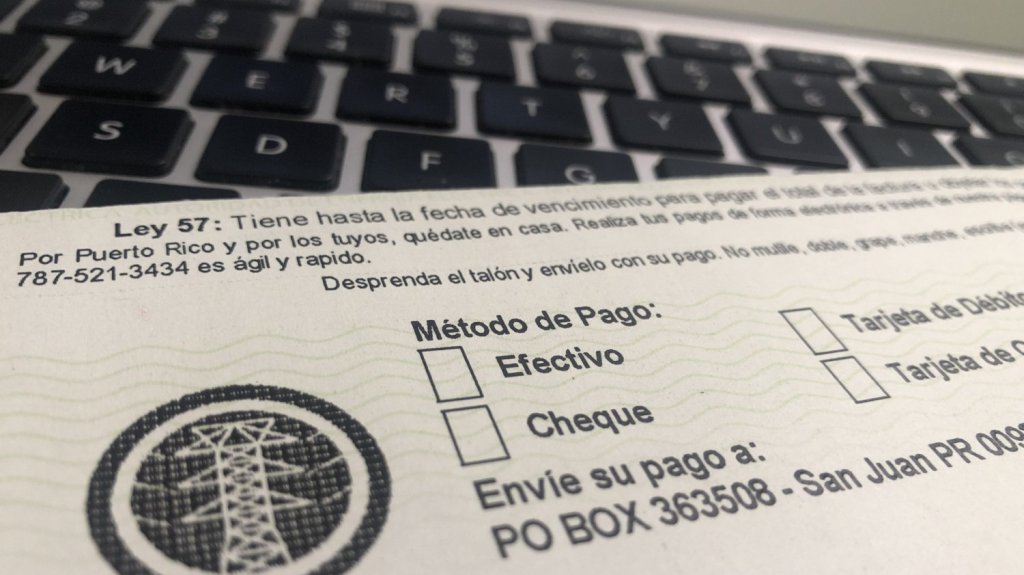 W E R T Y U I
S D F G
Ley 57: Tiene hasta la fecha de vencimiento para pagar el total de la factura u objetar
Por Puerto Rico y por los tuyos, quédate en casa. Realiza tus pagos de forma electrónica a través de nuestro
787-521-3434 es ágil y rapido.
Desprenda el talón y envíelo con su pago. No mutile, doble, grape, manche,
Método de Pago:
Efectivo
Tarjeta de Débito
Cheque
Tarjeta de
Envíe su pago a:
PO BOX 363508 - San Juan PR